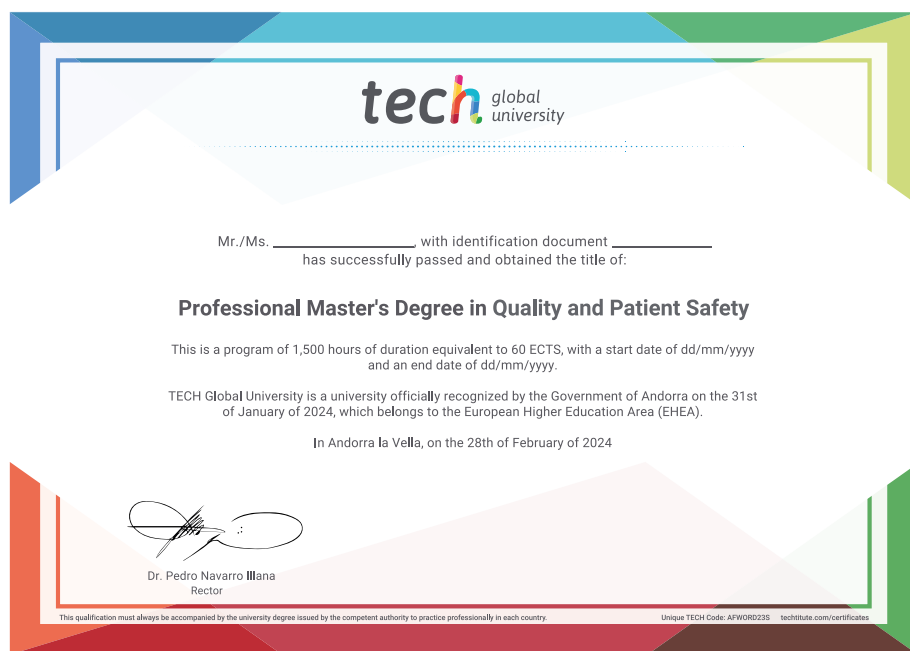 tech global university
Mr./Ms. ______________, with identification document __________
has successfully passed and obtained the title of:
Professional Master's Degree in Quality and Patient Safety
This is a program of 1,500 hours of duration equivalent to 60 ECTS, with a start date of dd/mm/yyyy
and an end date of dd/mm/yyyy.
TECH Global University is a university officially recognized by the Government of Andorra on the 31st
of January of 2024, which belongs to the European Higher Education Area (EHEA).
In Andorra la Vella, on the 28th of February of 2024
Dr. Pedro Navarro Illana
Rector
This qualification must always be accompanied by the university degree issued by the competent authority to practice professionally in each country.
Unique TECH Code: AFWORD23S techtitute.com/certificates